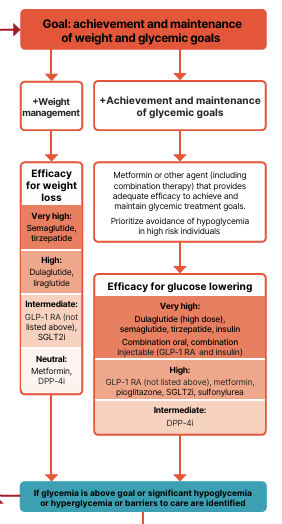 Goal: achievement and maintenance
of weight and glycemic goals
+Weight
management
+Achievement and maintenance
of glycemic goals
Efficacy
for weight
loss
Very high:
Semaglutide,
tirzepatide
High:
Dulaglutide,
liraglutide
Intermediate:
GLP-1 RA (not
listed above),
SGLT2i
Neutral:
Metformin,
DPP-4i
Metformin or other agent (including
combination therapy) that provides
adequate efficacy to achieve and
maintain glycemic treatment goals.
Prioritize avoidance of hypoglycemia
in high risk individuals
Efficacy for glucose lowering
Very high:
Dulaglutide (high dose),
semaglutide, tirzepatide, insulin
Combination oral, combination
injectable (GLP-1 RA and insulin)
High:
GLP-1 RA (not listed above), metformin,
pioglitazone, SGLT2i, sulfonylurea
Intermediate:
DPP-4i
If glycemia is above goal or significant hypoglycemia
or hyperglycemia or barriers to care are identified